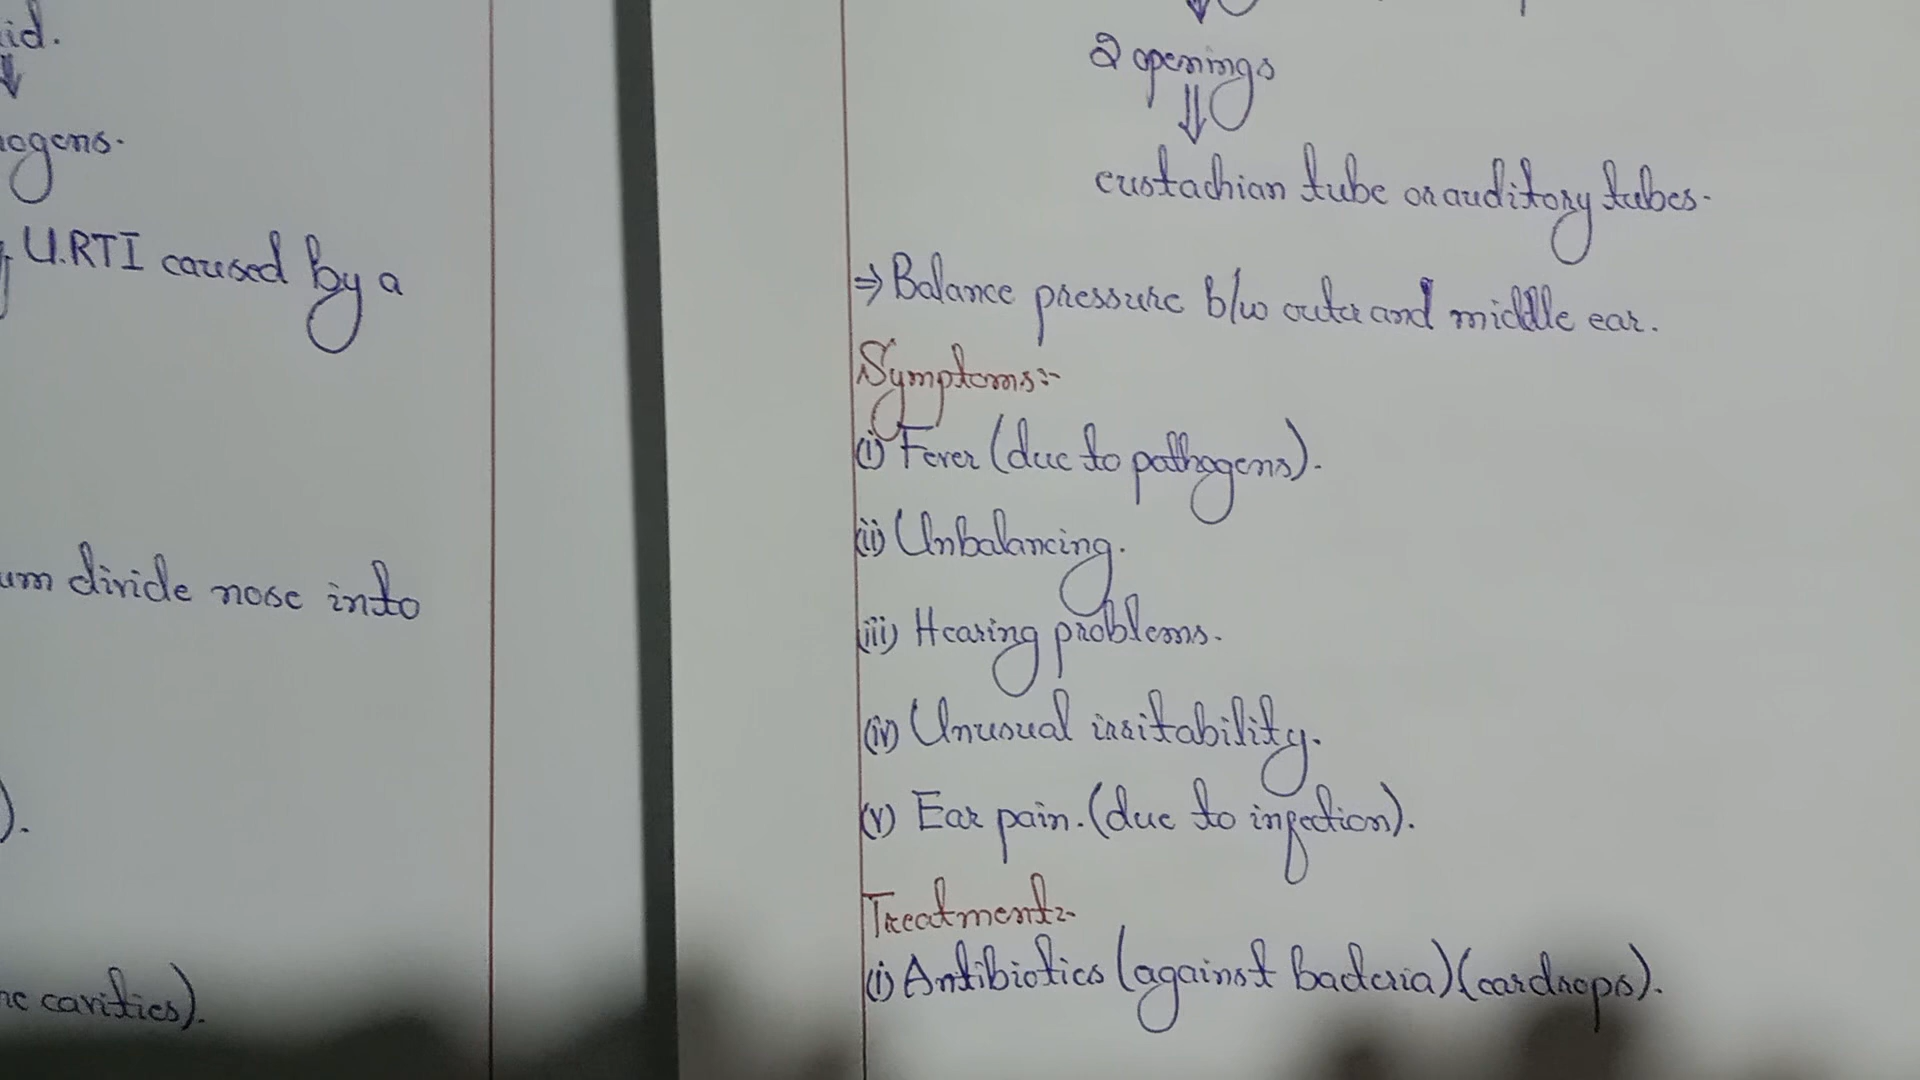 id.
ogens.
U.RTI caused by a
um divide nose into
).
cavities).
2 openings
eustachian tube or auditory tubes.
⇒ Balance pressure b/w outer and middle ear.
Symptoms:-
(i) Fever (due to pathogens).
(ii) Unbalancing.
(iii) Hearing problems.
(iv) Unusual irritability.
(v) Ear pain. (due to infection).
Treatment:-
(i) Antibiotics (against bacteria) (eardrops).